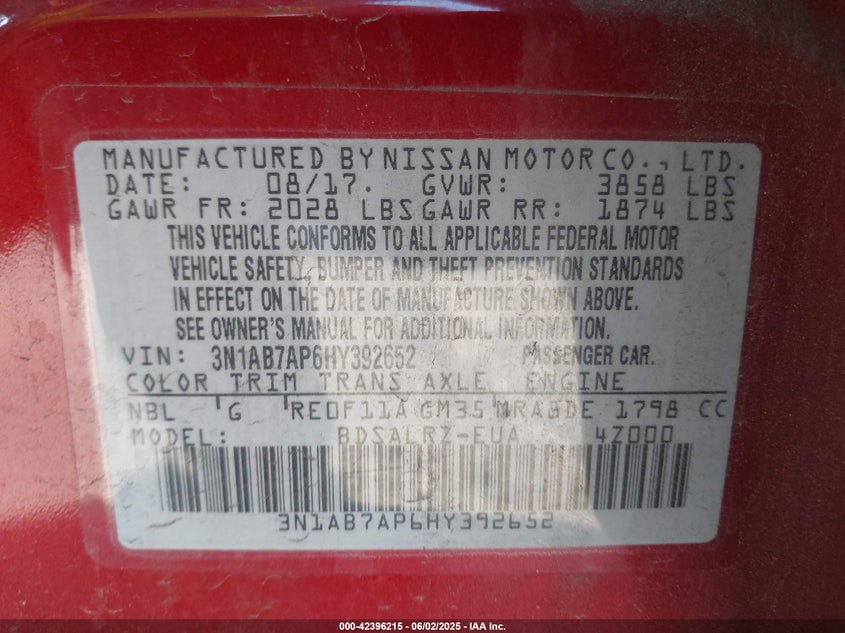 MANUFACTURED BY NISSAN MOTOR CO., LTD.
DATE: 08/17. GVWR: 3858 LBS
GAWR FR: 2028 LBS GAWR RR: 1874 LBS
THIS VEHICLE CONFORMS TO ALL APPLICABLE FEDERAL MOTOR
VEHICLE SAFETY, BUMPER AND THEFT PREVENTION STANDARDS
IN EFFECT ON THE DATE OF MANUFACTURE SHOWN ABOVE.
SEE OWNER'S MANUAL FOR ADDITIONAL INFORMATION.
VIN: 3N1AB7AP6HY392652 PASSENGER CAR.
COLOR TRIM TRANS AXLE ENGINE
NBL G RE0F11A GM35 MRA8DE 1798 CC
MODEL: BDSALRZ-EUA 4Z000
3N1AB7AP6HY392652
000-42396215 | 06/02/2025 - IAA Inc.